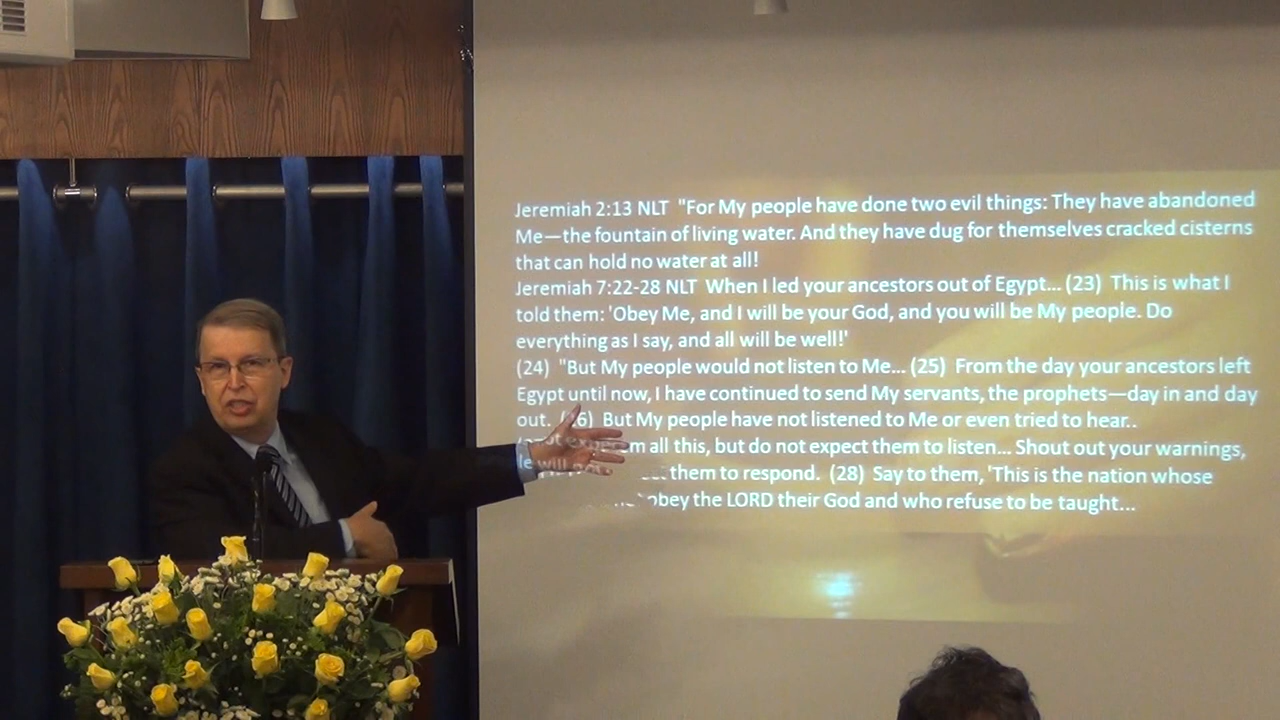 Jeremiah 2:13 NLT "For My people have done two evil things: They have abandoned
Me—the fountain of living water. And they have dug for themselves cracked cisterns
that can hold no water at all!
Jeremiah 7:22-28 NLT When I led your ancestors out of Egypt... (23) This is what I
told them: 'Obey Me, and I will be your God, and you will be My people. Do
everything as I say, and all will be well!'
(24) "But My people would not listen to Me... (25) From the day your ancestors left
Egypt until now, I have continued to send My servants, the prophets—day in and day
out. (26) But My people have not listened to Me or even tried to hear..
all this, but do not expect them to listen... Shout out your warnings,
them to respond. (28) Say to them, 'This is the nation whose
obey the LORD their God and who refuse to be taught...